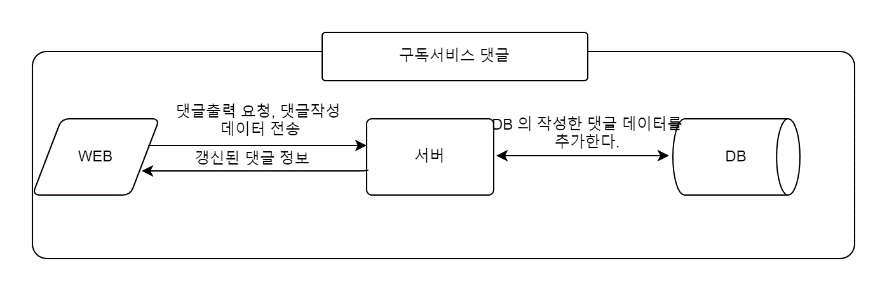 구독서비스 댓글
댓글출력 요청, 댓글작성
데이터 전송
WEB
갱신된 댓글 정보
서버
DB 의 작성한 댓글 데이터를
추가한다.
DB